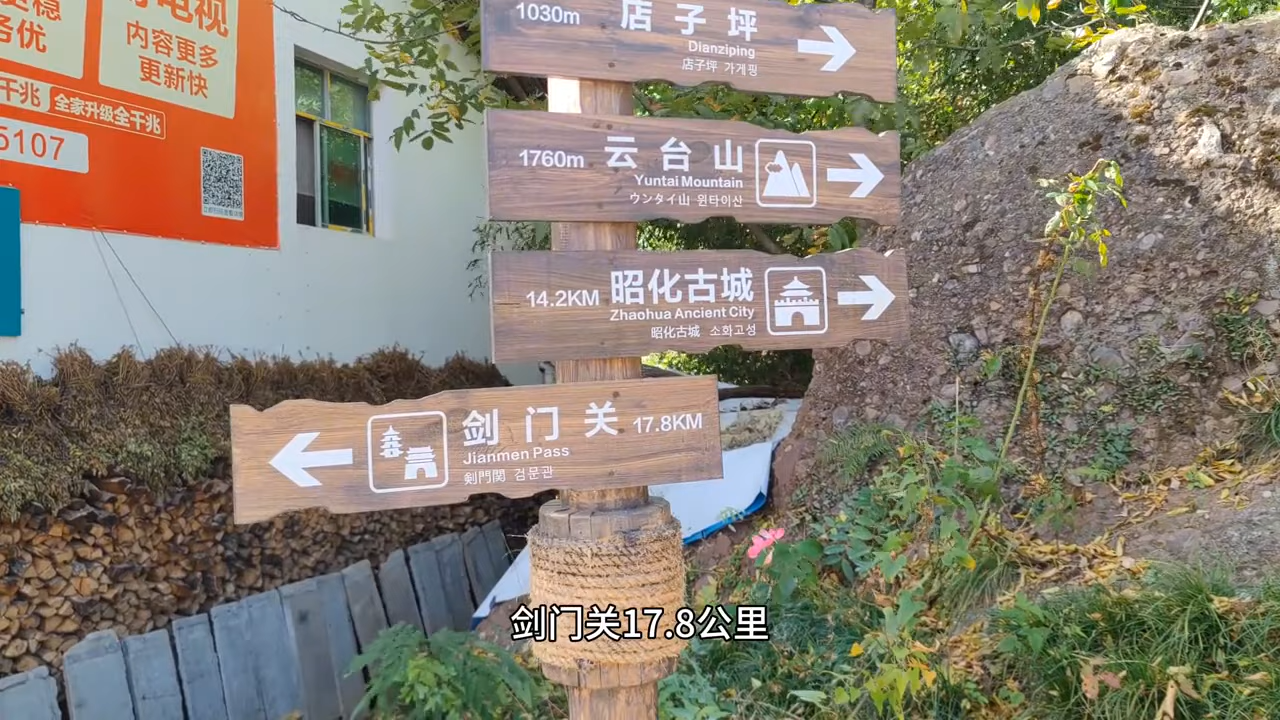 务优
内容更多
更新快
千兆
全家升级全干兆
5107
1030m
店子坪
Dianziping
店子坪 가게핑
1760m
云台山
Yuntai Mountain
ウンタイ山 윈타이산
14.2KM
昭化古城
Zhaohua Ancient City
昭化古城 소화고성
剑门关
17.8KM
Jianmen Pass
剣門関 검문관
剑门关17.8公里